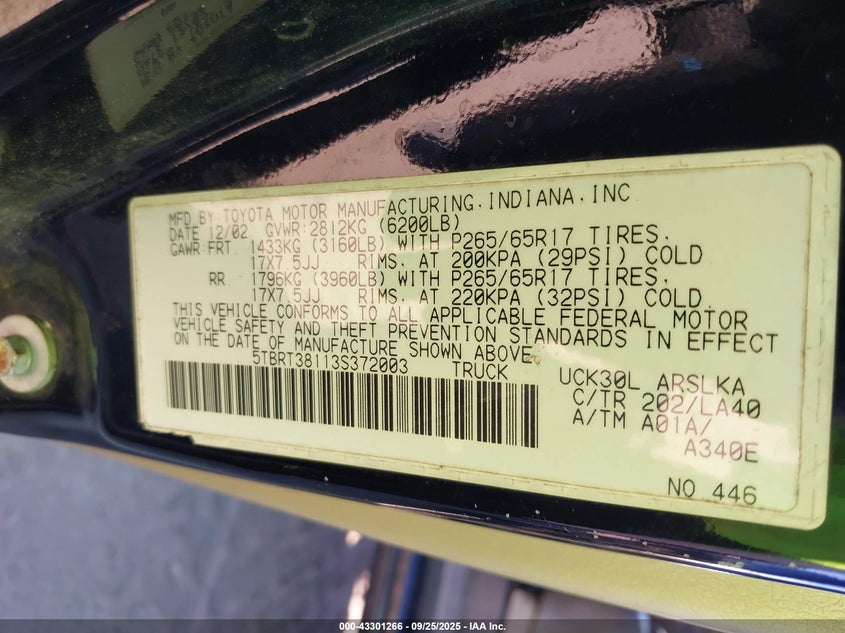 MFD BY TOYOTA MOTOR MANUFACTURING, INDIANA, INC
DATE 12/02 GVWR: 2812KG (6200LB)
GAWR: FRT 1433KG (3160LB) WITH P265/65R17 TIRES,
17X7.5JJ RIMS, AT 200KPA (29PSI) COLD
RR 1796KG (3960LB) WITH P265/65R17 TIRES,
17X7.5JJ RIMS, AT 220KPA (32PSI) COLD
THIS VEHICLE CONFORMS TO ALL APPLICABLE FEDERAL MOTOR
VEHICLE SAFETY AND THEFT PREVENTION STANDARDS IN EFFECT
ON THE DATE OF MANUFACTURE SHOWN ABOVE.
5TBRT38113S372003 TRUCK
UCK30L ARSLKA
C/TR 202/LA40
A/TM A01A/
A340E
NO 446
000-43301266 - 09/25/2025 - IAA Inc.